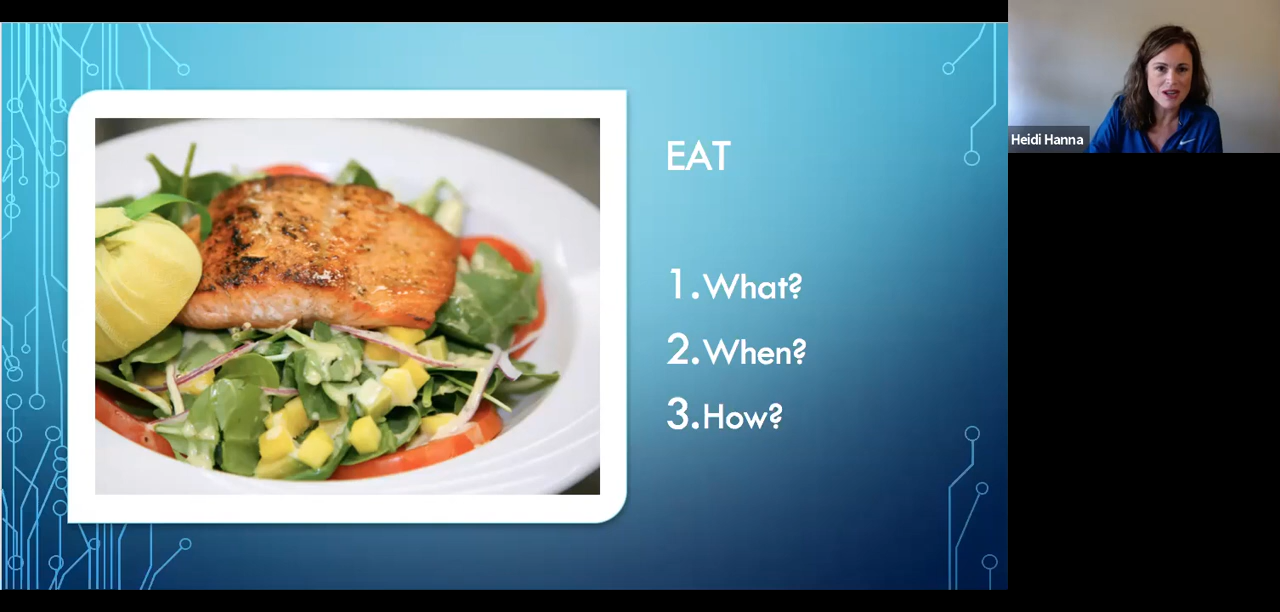 EAT
1. What?
2. When?
3. How?
Heidi Hanna